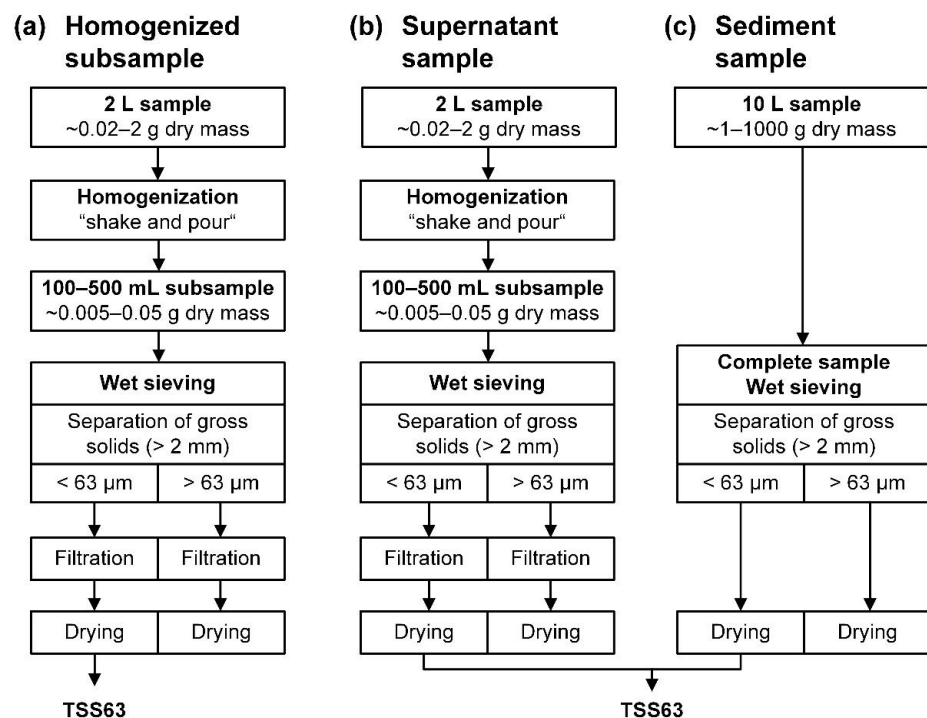 (a) Homogenized
subsample
2 L sample
~0.02–2 g dry mass
Homogenization
“shake and pour“
100–500 mL subsample
~0.005–0.05 g dry mass
Wet sieving
Separation of gross
solids (> 2 mm)
< 63 µm
> 63 µm
Filtration
Filtration
Drying
Drying
TSS63
(b) Supernatant
sample
2 L sample
~0.02–2 g dry mass
Homogenization
“shake and pour“
100–500 mL subsample
~0.005–0.05 g dry mass
Wet sieving
Separation of gross
solids (> 2 mm)
< 63 µm
> 63 µm
Filtration
Filtration
Drying
Drying
(c) Sediment
sample
10 L sample
~1–1000 g dry mass
Complete sample
Wet sieving
Separation of gross
solids (> 2 mm)
< 63 µm
> 63 µm
Drying
Drying
TSS63